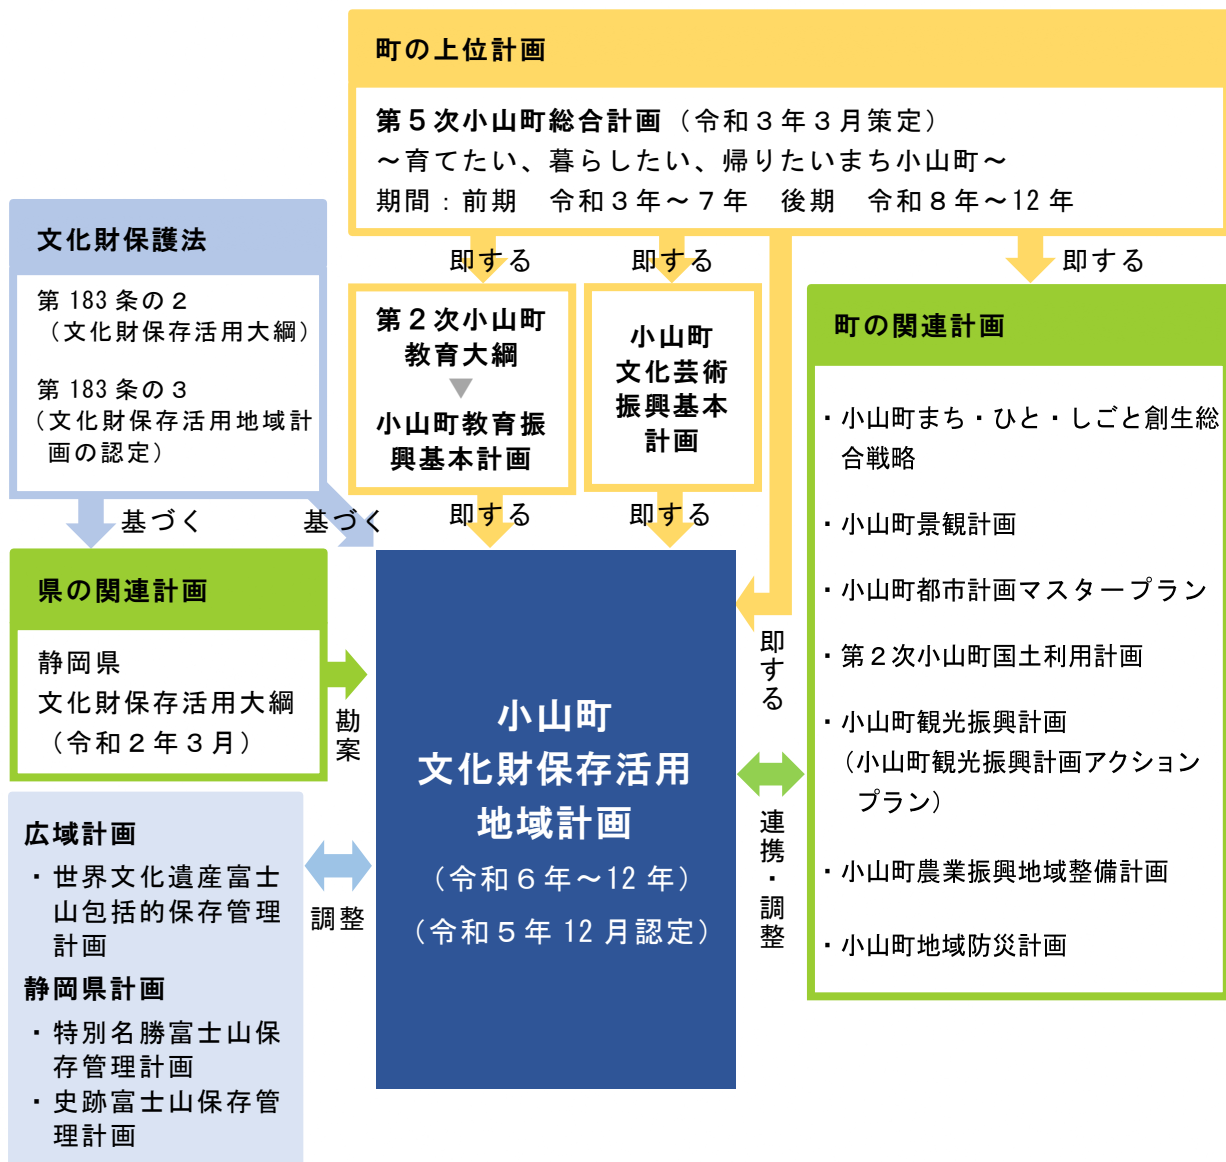 町の上位計画
第5次小山町総合計画（令和3年3月策定）
～育てたい、暮らしたい、帰りたいまち小山町～
期間：前期　令和3年～7年　後期　令和8年～12年
文化財保護法
第183条の2
（文化財保存活用大綱）
第183条の3
（文化財保存活用地域計
画の認定）
即する
即する
即する
第2次小山町
教育大綱
▼
小山町教育振
興基本計画
小山町
文化芸術
振興基本
計画
町の関連計画
・小山町まち・ひと・しごと創生総
合戦略
・小山町景観計画
・小山町都市計画マスタープラン
・第2次小山町国土利用計画
・小山町観光振興計画
（小山町観光振興計画アクション
プラン）
・小山町農業振興地域整備計画
・小山町地域防災計画
基づく
基づく
即する
即する
県の関連計画
静岡県
文化財保存活用大綱
（令和2年3月）
勘案
即する
小山町
文化財保存活用
地域計画
（令和6年～12年）
（令和5年12月認定）
連携・調整
調整
広域計画
・世界文化遺産富士
山包括的保存管理
計画
静岡県計画
・特別名勝富士山保
存管理計画
・史跡富士山保存管
理計画